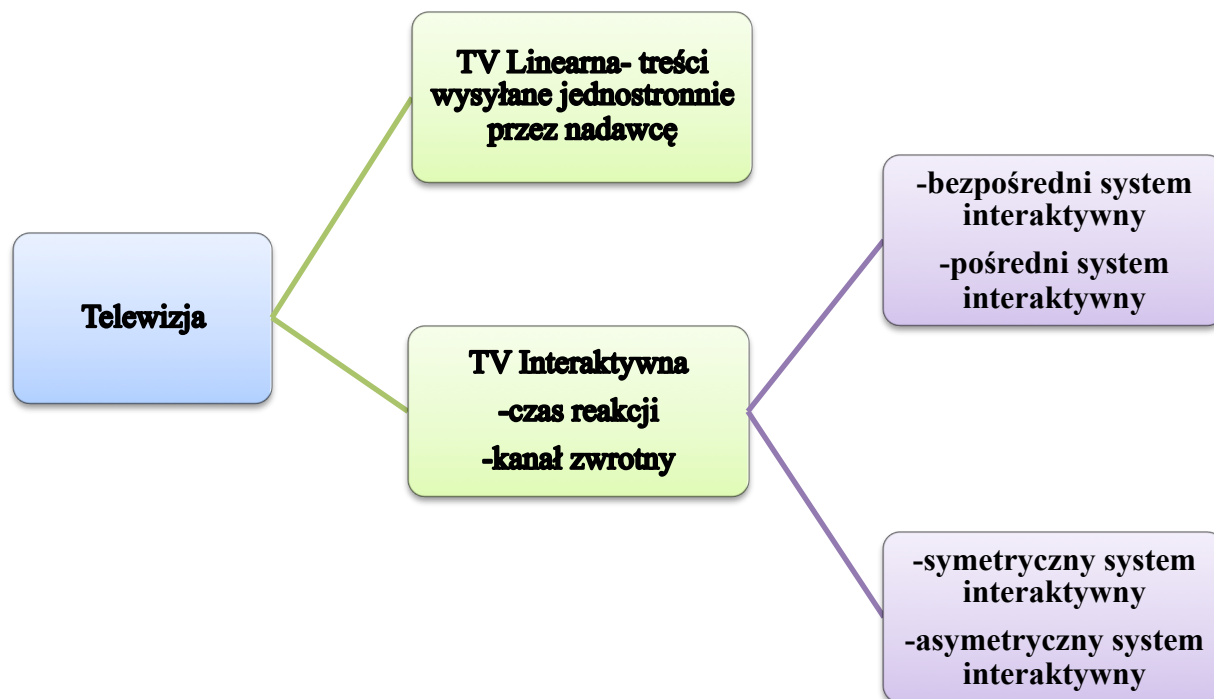 TV Linearna- treści
wysyłane jednostronnie
przez nadawcę
Telewizja
TV Interaktywna
-czas reakcji
-kanał zwrotny
-bezpośredni system
interaktywny
-pośredni system
interaktywny
-symetryczny system
interaktywny
-asymetryczny system
interaktywny